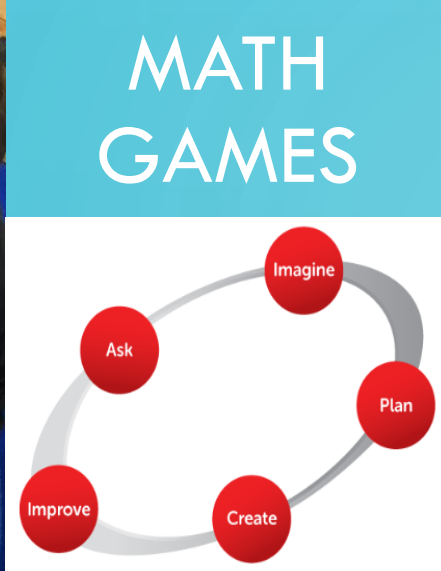 MATH
GAMES
Imagine
Ask
Plan
Improve
Create